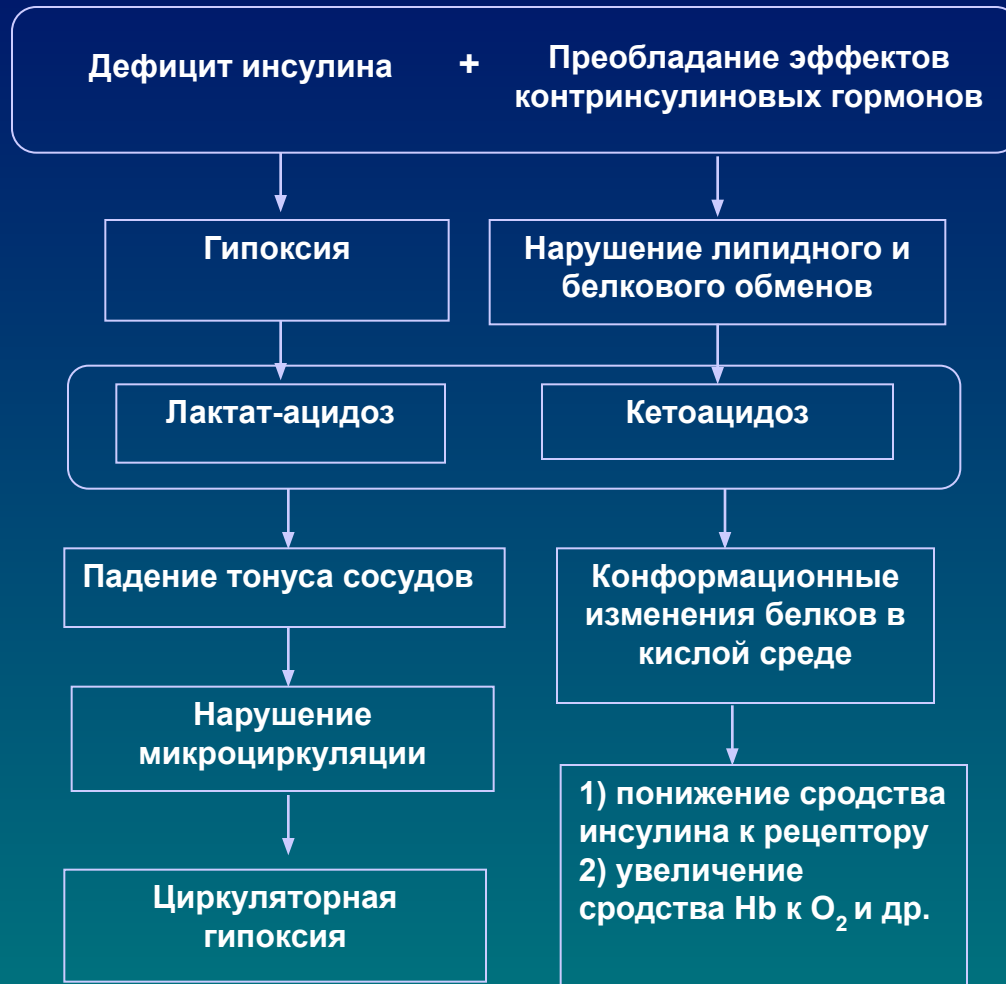 Дефицит инсулина + Преобладание эффектов
контринсулиновых гормонов
Гипоксия
Нарушение липидного и
белкового обменов
Лактат-ацидоз
Кетоацидоз
Падение тонуса сосудов
Конформационные
изменения белков в
кислой среде
Нарушение
микроциркуляции
1) понижение сродства
инсулина к рецептору
2) увеличение
сродства Hb к O₂ и др.
Циркуляторная
гипоксия